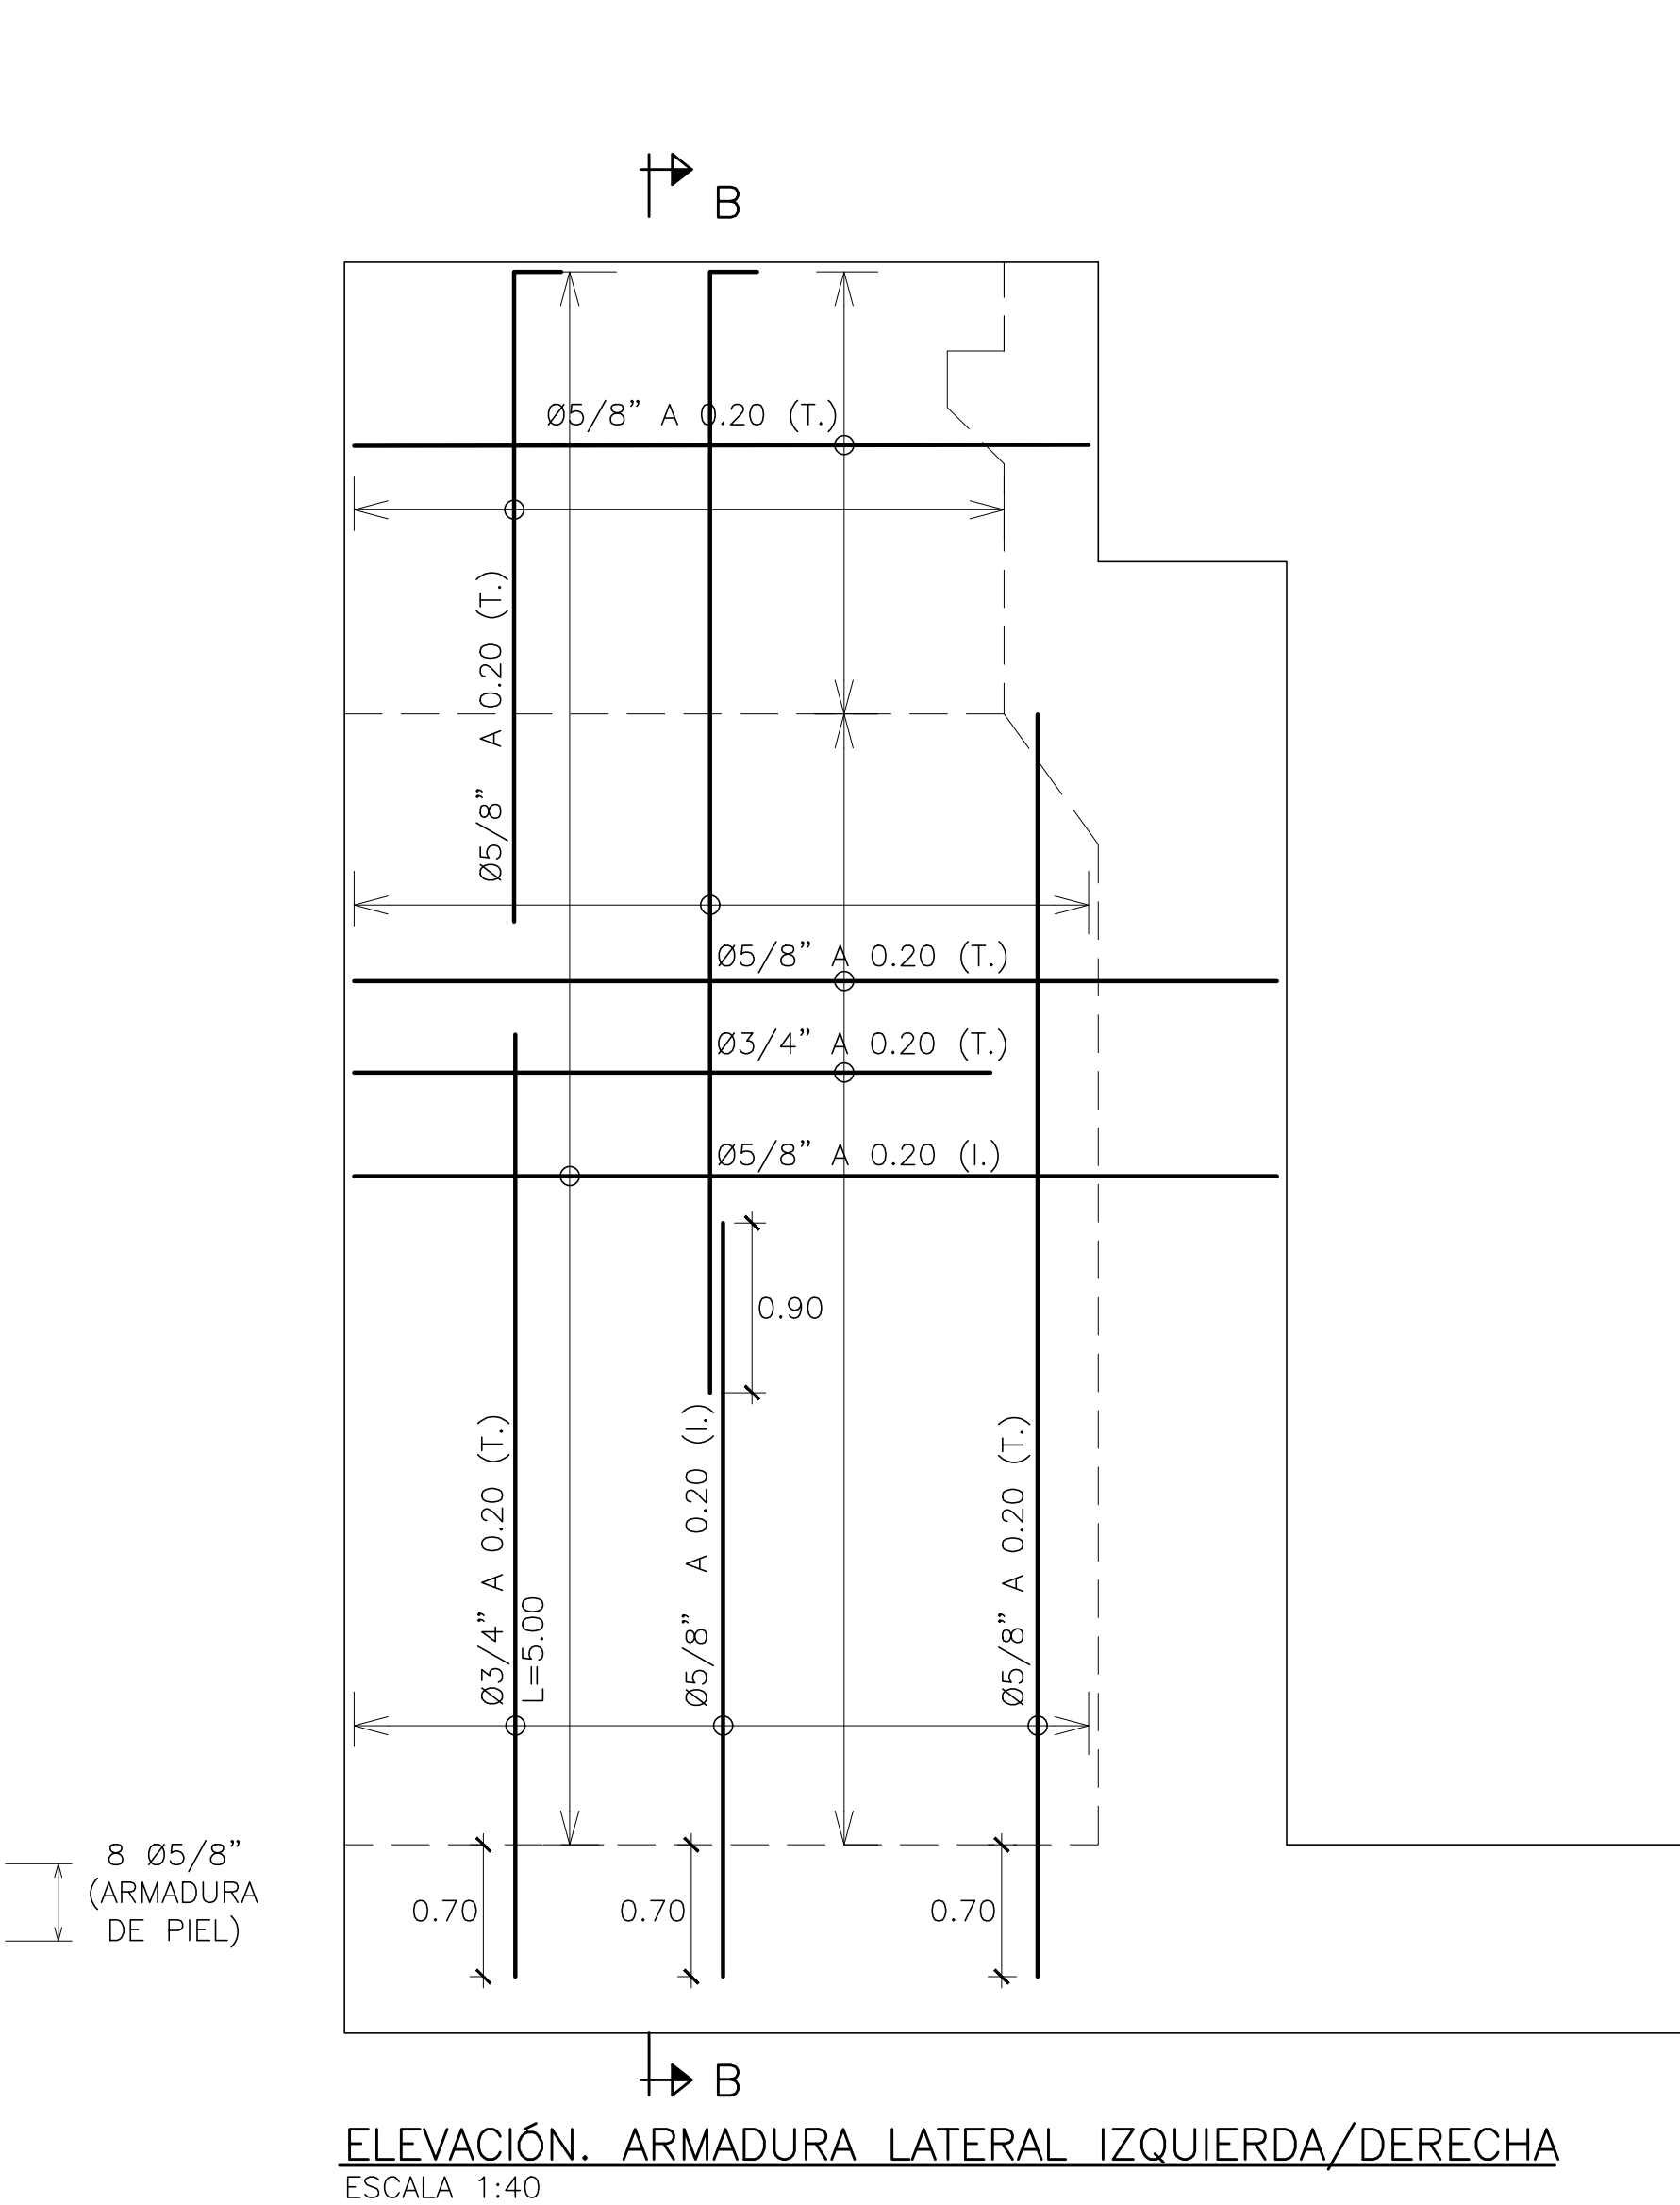 B
Ø5/8” A 0.20 (T.)
Ø5/8” A 0.20 (T.)
Ø5/8” A 0.20 (T.)
Ø3/4” A 0.20 (T.)
Ø5/8” A 0.20 (I.)
0.90
Ø3/4” A 0.20 (T.)
L=5.00
Ø5/8” A 0.20 (I.)
Ø5/8” A 0.20 (T.)
8 Ø5/8”
(ARMADURA
DE PIEL)
0.70
0.70
0.70
B
ELEVACIÓN. ARMADURA LATERAL IZQUIERDA/DERECHA
ESCALA 1:40